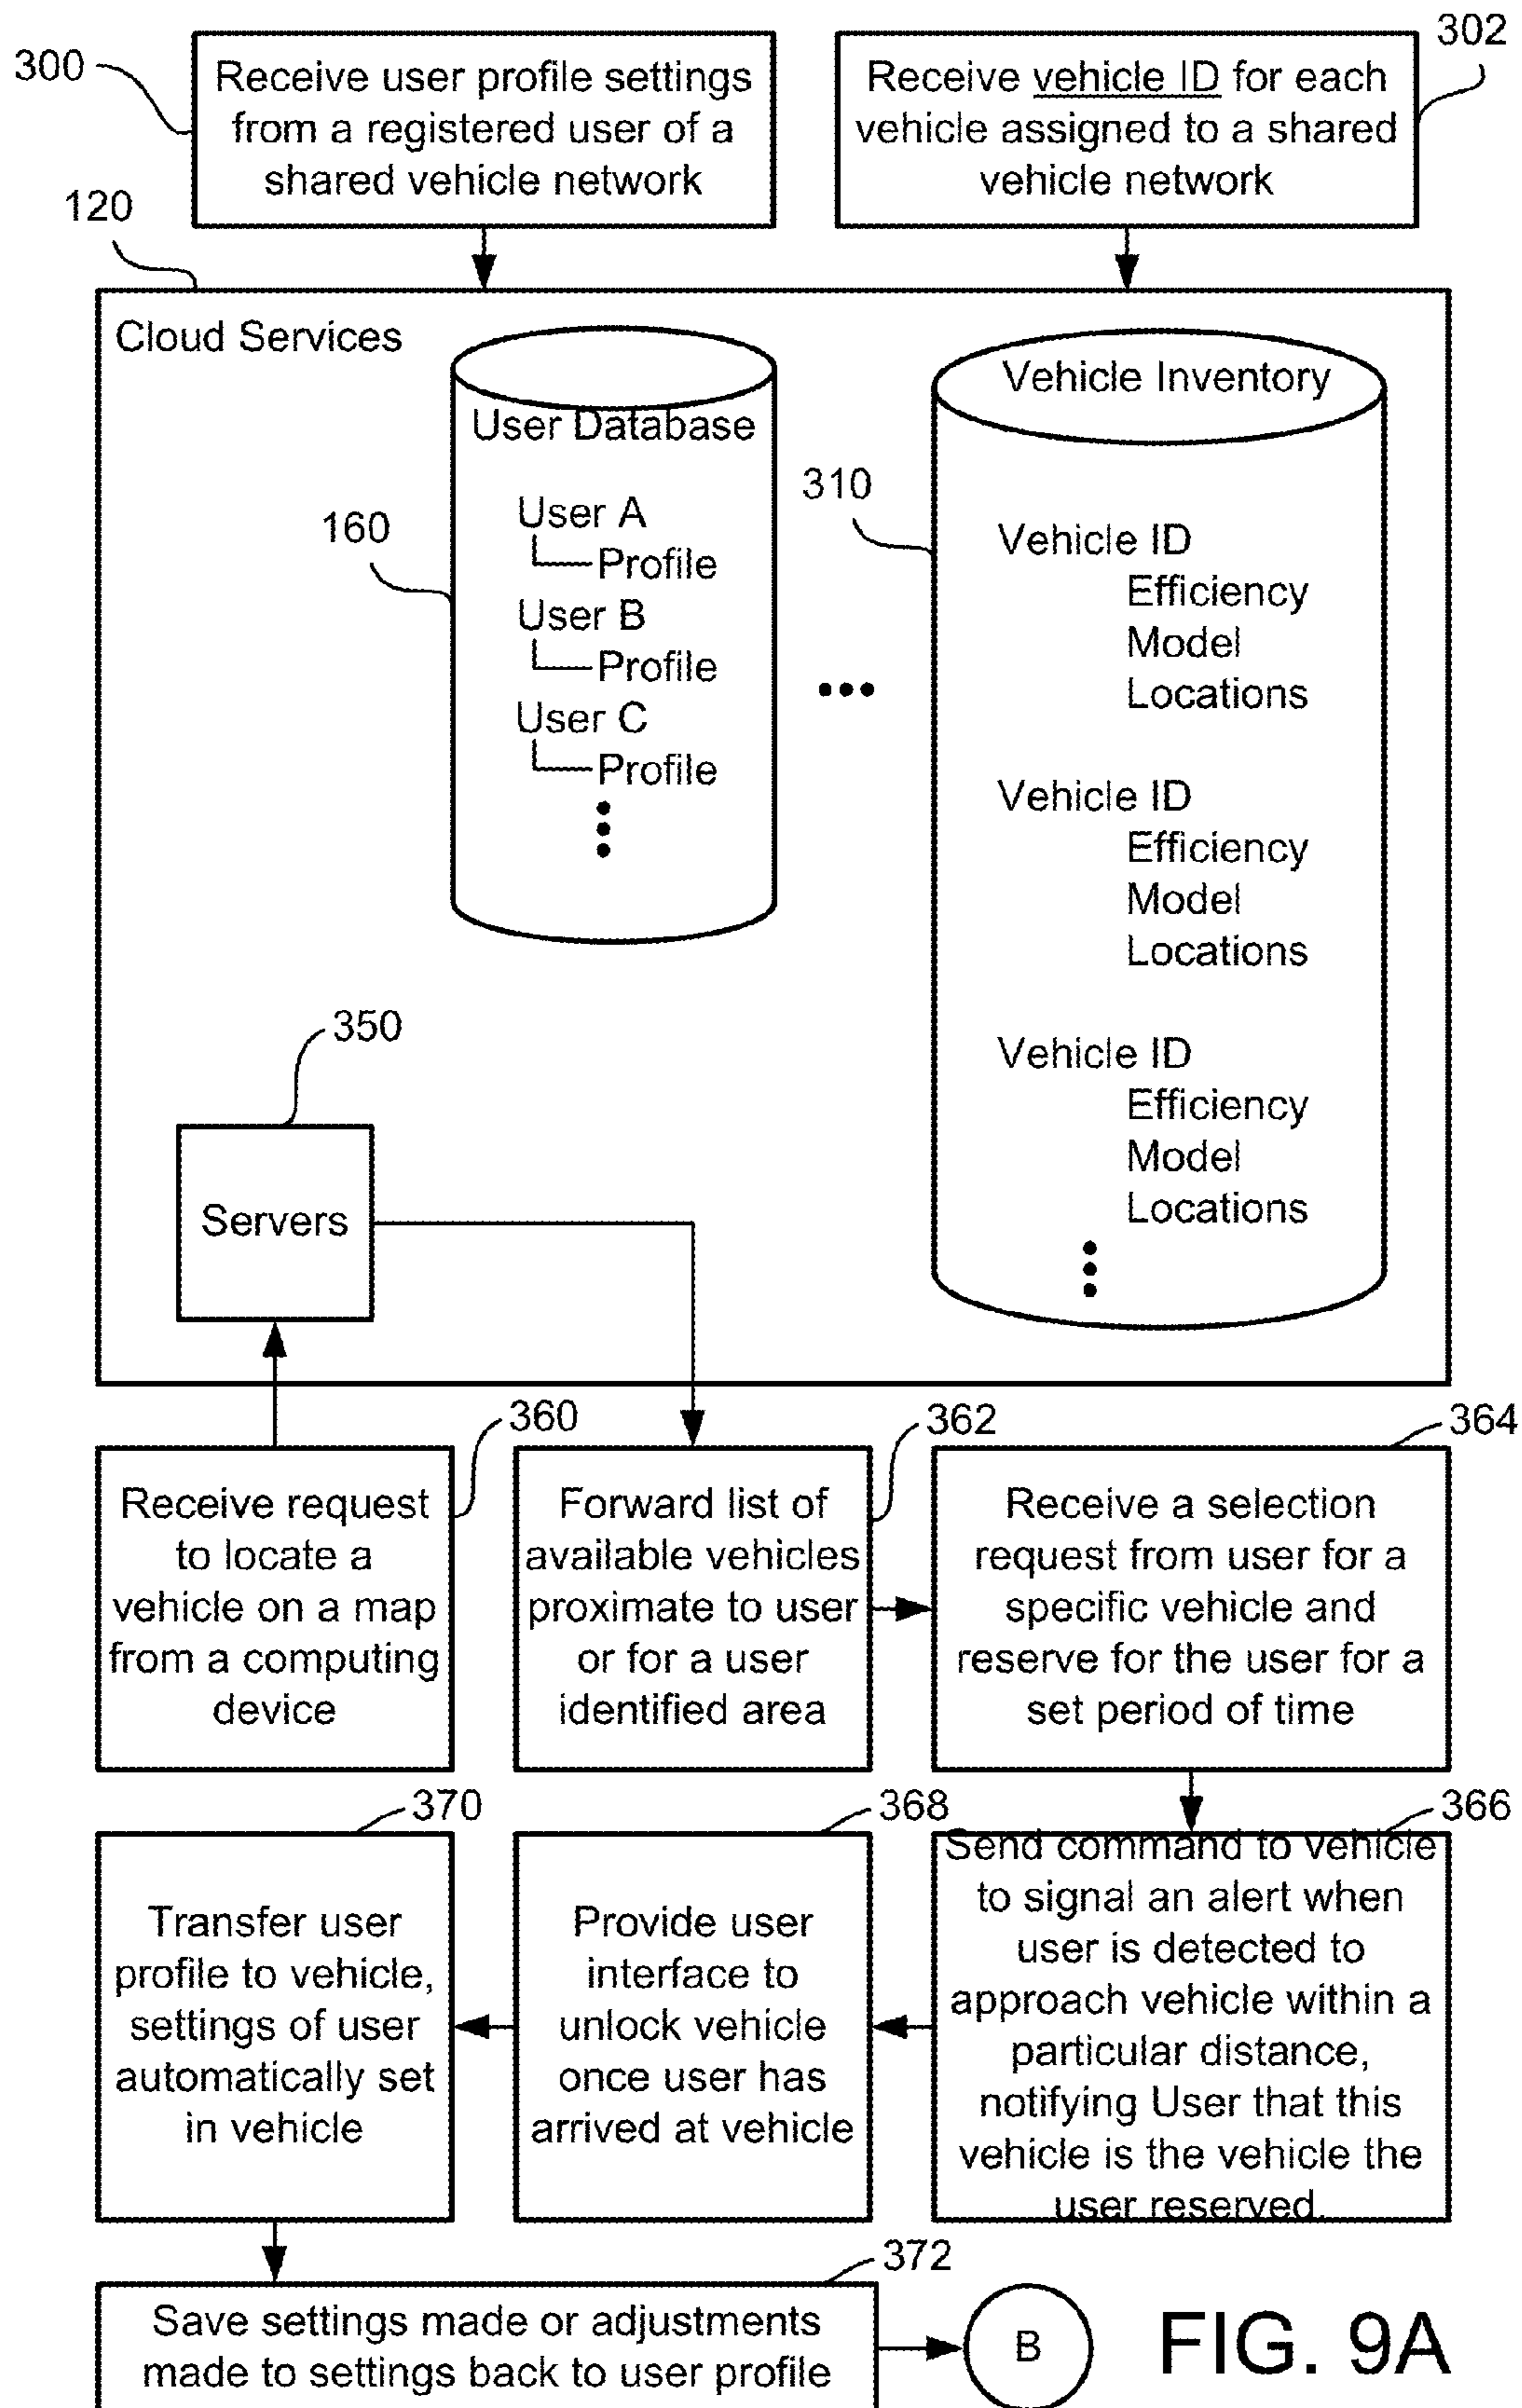 300
Receive user profile settings
from a registered user of a
shared vehicle network
302
Receive vehicle ID for each
vehicle assigned to a shared
vehicle network
120
Cloud Services
User Database
160
User A
Profile
User B
Profile
User C
Profile
Vehicle Inventory
310
Vehicle ID
Efficiency
Model
Locations
Vehicle ID
Efficiency
Model
Locations
Vehicle ID
Efficiency
Model
Locations
350
Servers
360
Receive request
to locate a
vehicle on a map
from a computing
device
362
Forward list of
available vehicles
proximate to user
or for a user
identified area
364
Receive a selection
request from user for a
specific vehicle and
reserve for the user for a
set period of time
366
Send command to vehicle
to signal an alert when
user is detected to
approach vehicle within a
particular distance,
notifying User that this
vehicle is the vehicle the
user reserved.
368
Provide user
interface to
unlock vehicle
once user has
arrived at vehicle
370
Transfer user
profile to vehicle,
settings of user
automatically set
in vehicle
372
Save settings made or adjustments
made to settings back to user profile
B
FIG. 9A